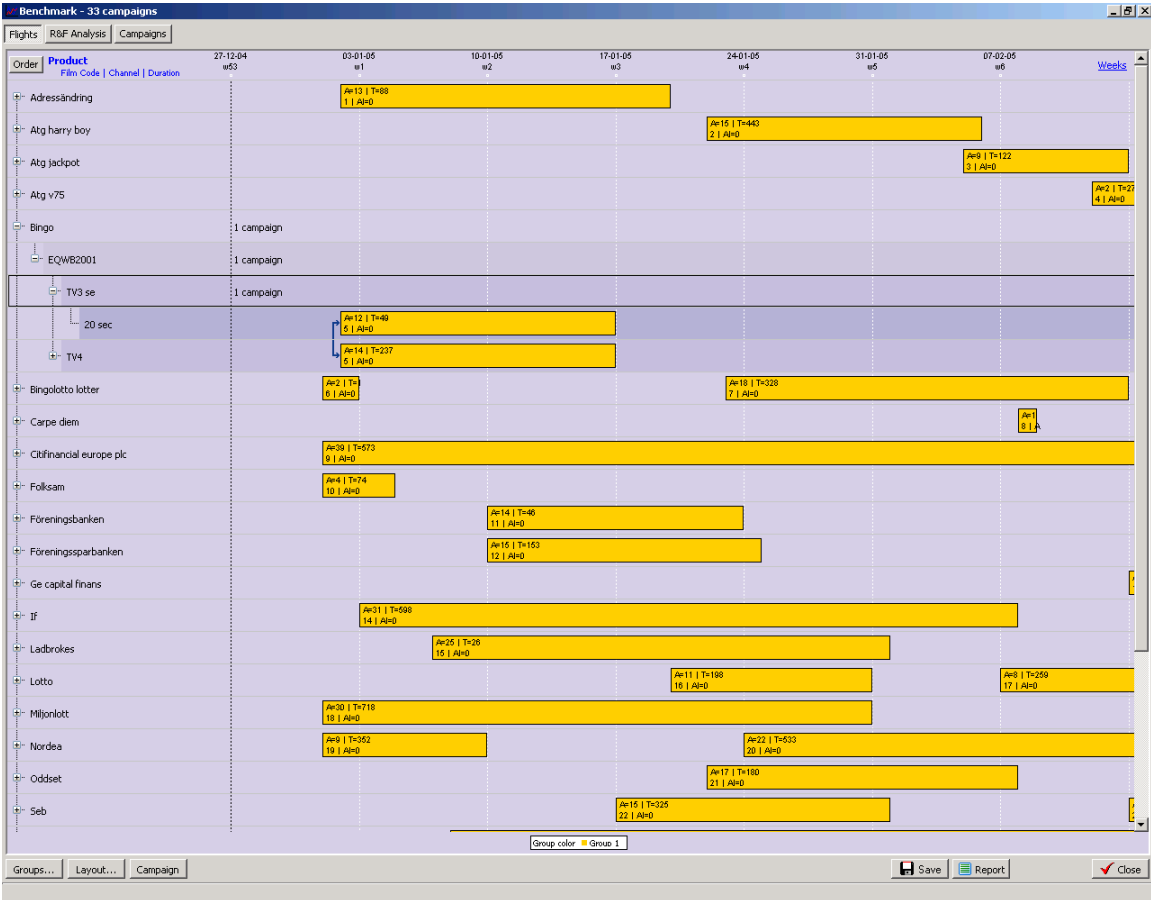 Benchmark - 33 campaigns
Flights R&F Analysis Campaigns
Order Product 27-12-04 03-01-05 10-01-05 17-01-05 24-01-05 31-01-05 07-02-05
Film Code | Channel | Duration w53 w1 w2 w3 w4 w5 w6 Weeks
Adressändring A=13 | T=88
1 | AI=0
Atg harry boy A=15 | T=443
2 | AI=0
Atg jackpot A=9 | T=122
3 | AI=0
Atg v75 A=2 | T=27
4 | AI=0
Bingo 1 campaign
EQWB2001 1 campaign
TV3 se 1 campaign
20 sec A=12 | T=49
5 | AI=0
TV4 A=14 | T=237
5 | AI=0
Bingolotto lotter A=2 | T= A=18 | T=328
6 | AI=0 7 | AI=0
Carpe diem A=1
8 | A
Citifinancial europe plc A=39 | T=573
9 | AI=0
Folksam A=4 | T=74
10 | AI=0
Föreningsbanken A=14 | T=46
11 | AI=0
Föreningssparbanken A=15 | T=153
12 | AI=0
Ge capital finans
If A=31 | T=598
14 | AI=0
Ladbrokes A=25 | T=26
15 | AI=0
Lotto A=11 | T=198 A=8 | T=259
16 | AI=0 17 | AI=0
Miljonlott A=30 | T=718
18 | AI=0
Nordea A=9 | T=352 A=22 | T=533
19 | AI=0 20 | AI=0
Oddset A=17 | T=180
21 | AI=0
Seb A=15 | T=325
22 | AI=0
Group color Group 1
Groups... Layout... Campaign Save Report Close